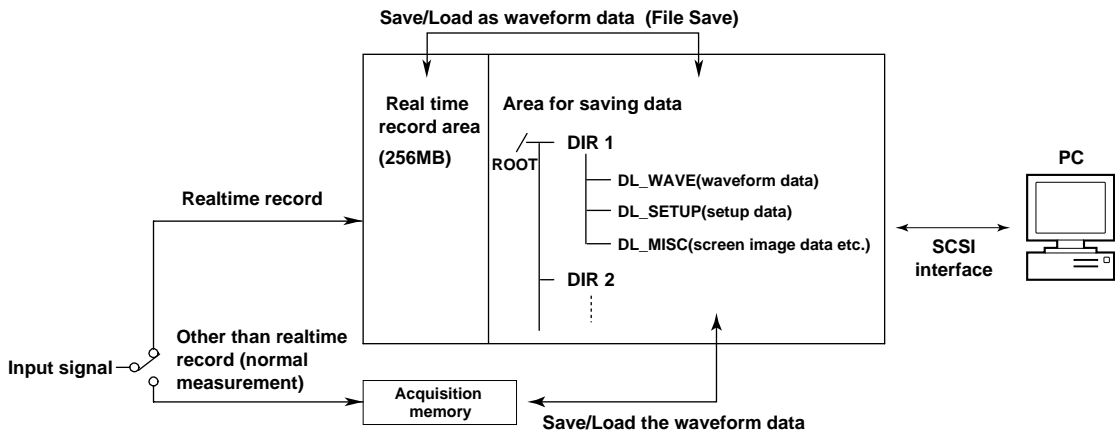 Save/Load as waveform data  (File Save)
Real time
record area
(256MB)
Area for saving data
ROOT
DIR 1
DL_WAVE(waveform data)
DL_SETUP(setup data)
DL_MISC(screen image data etc.)
DIR 2
PC
SCSI
interface
Realtime record
Other than realtime
record (normal
measurement)
Input signal
Acquisition
memory
Save/Load the waveform data